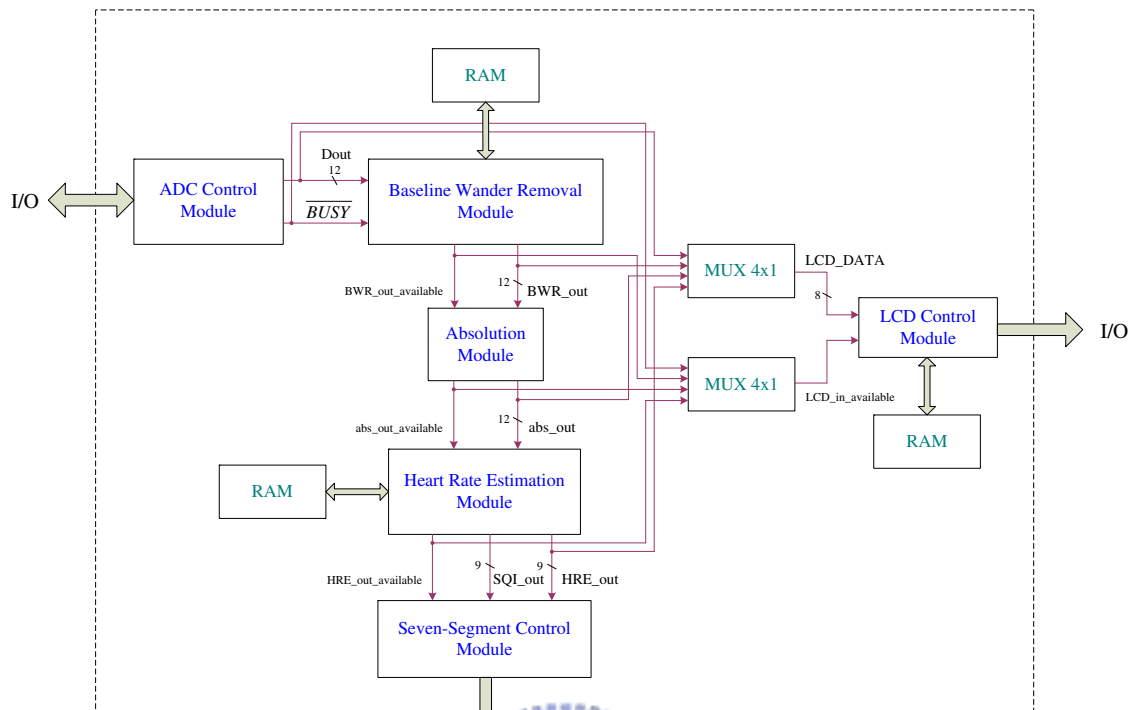 RAM
Dout
12
ADC Control
Module
Baseline Wander Removal
Module
I/O
BUSY
MUX 4x1
LCD_DATA
8
BWR_out_available
12
BWR_out
LCD Control
Module
I/O
Absolution
Module
MUX 4x1
LCD_in_available
abs_out_available
12
abs_out
RAM
Heart Rate Estimation
Module
RAM
HRE_out_available
9
SQI_out
9
HRE_out
Seven-Segment Control
Module